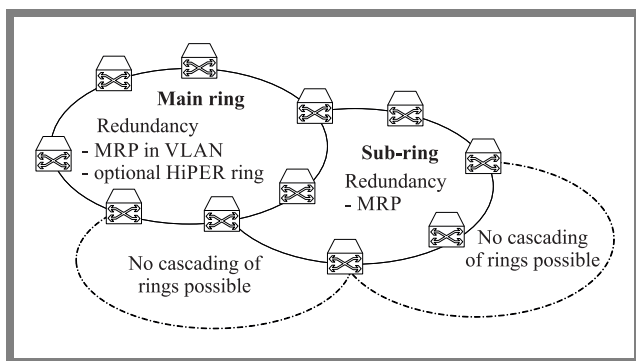 Main ring
Redundancy
- MRP in VLAN
- optional HiPER ring
Sub-ring
Redundancy
- MRP
No cascading of
rings possible
No cascading
of rings possible